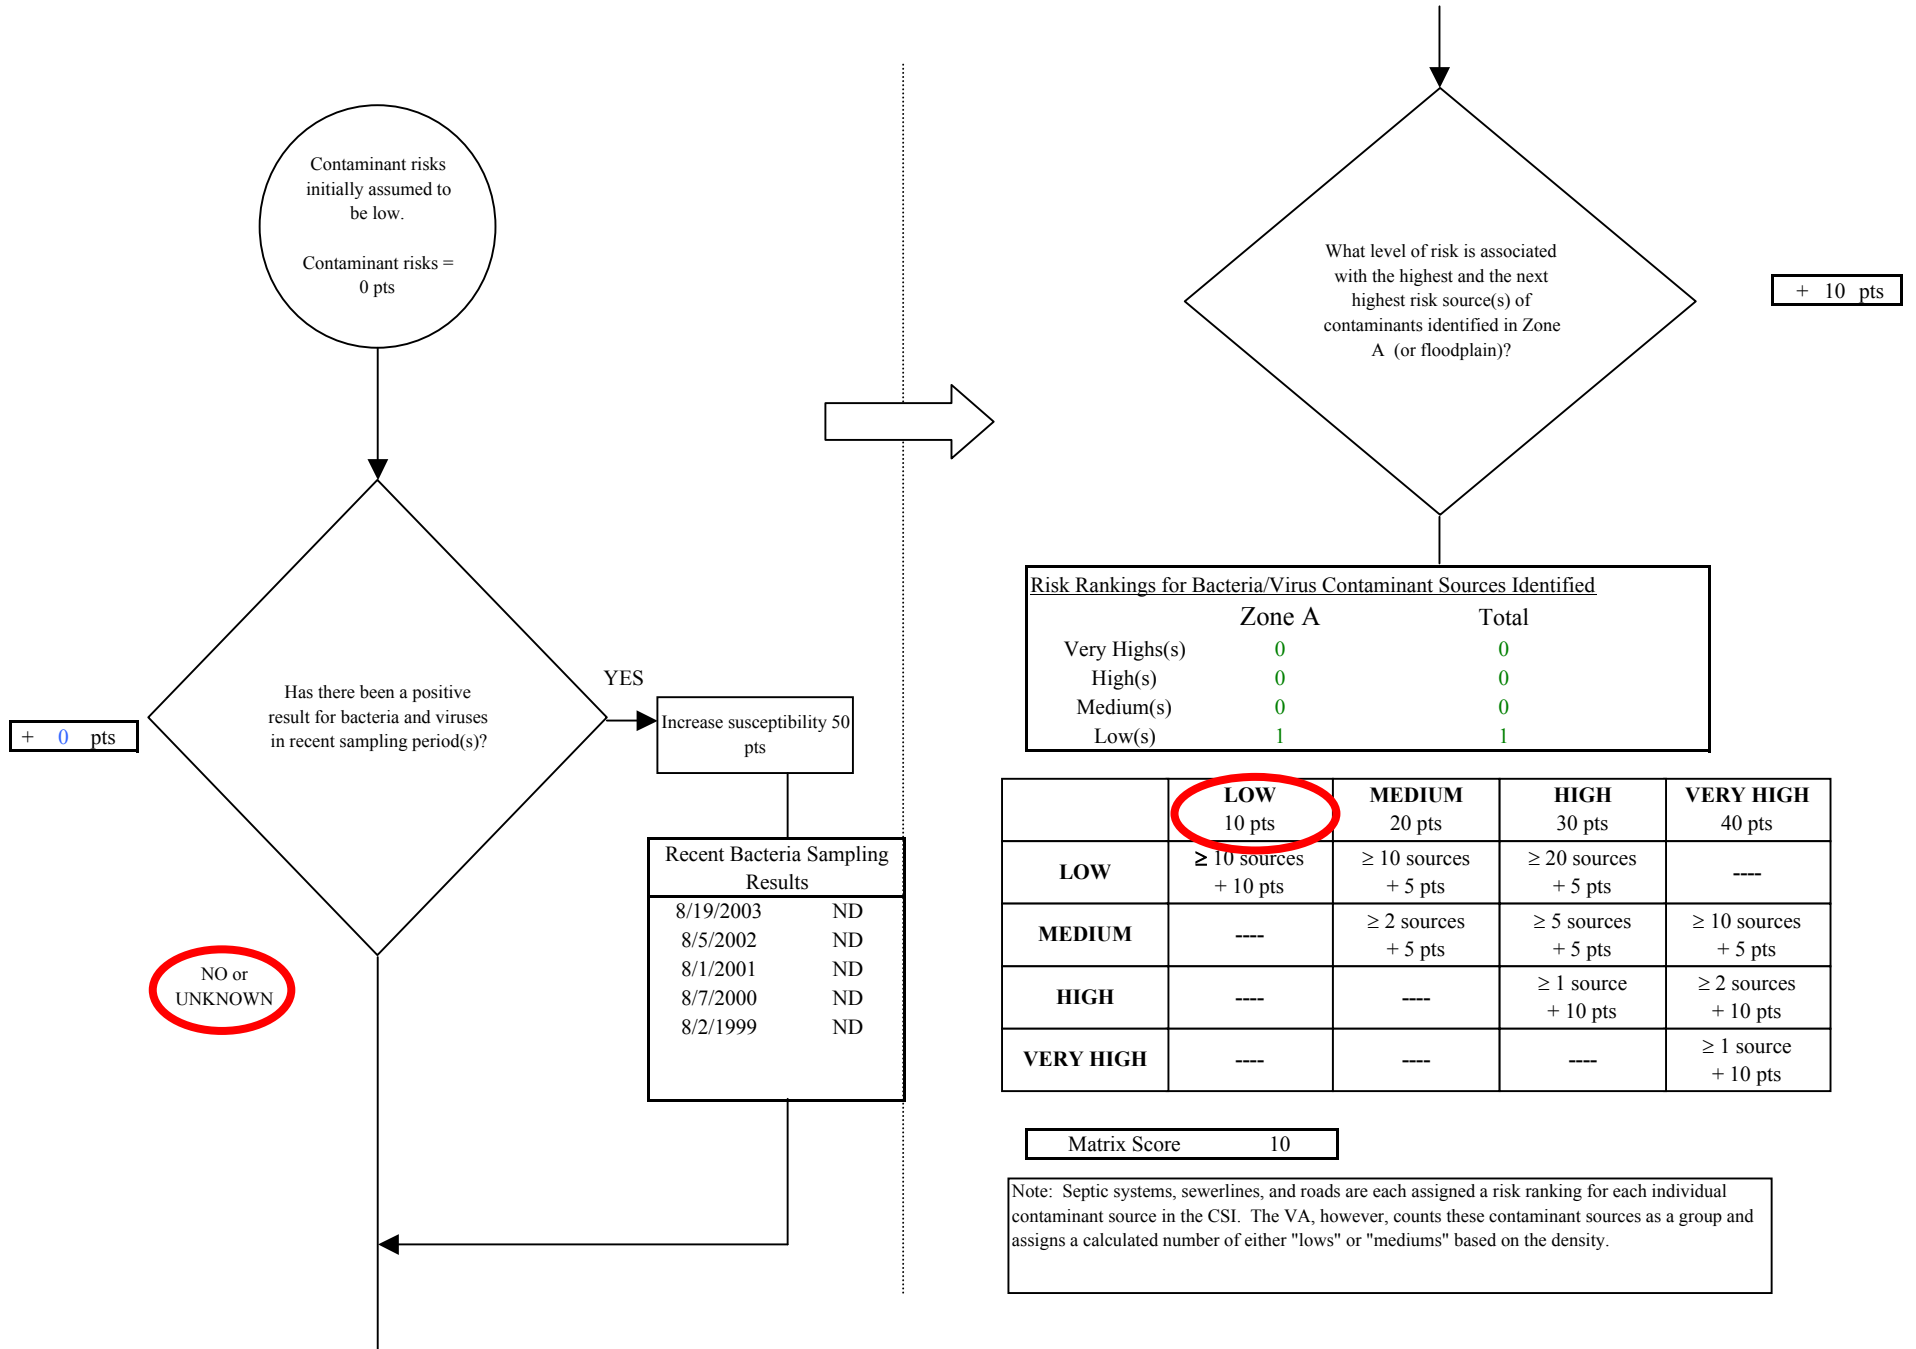 Contaminant risks
initially assumed to
be low.
Contaminant risks =
0 pts
Has there been a positive
result for bacteria and viruses
in recent sampling period(s)?
+ 0 pts
YES
Increase susceptibility 50
pts
NO or
UNKNOWN
Recent Bacteria Sampling
Results
8/19/2003 ND
8/5/2002 ND
8/1/2001 ND
8/7/2000 ND
8/2/1999 ND
What level of risk is associated
with the highest and the next
highest risk source(s) of
contaminants identified in Zone
A (or floodplain)?
+ 10 pts
Risk Rankings for Bacteria/Virus Contaminant Sources Identified
Zone A Total
Very Highs(s) 0 0
High(s) 0 0
Medium(s) 0 0
Low(s) 1 1
LOW MEDIUM HIGH VERY HIGH
10 pts 20 pts 30 pts 40 pts
LOW ≥ 10 sources ≥ 10 sources ≥ 20 sources ----
+ 10 pts + 5 pts + 5 pts
MEDIUM ---- ≥ 2 sources ≥ 5 sources ≥ 10 sources
+ 5 pts + 5 pts + 5 pts
HIGH ---- ---- ≥ 1 source ≥ 2 sources
+ 10 pts + 10 pts
VERY HIGH ---- ---- ---- ≥ 1 source
+ 10 pts
Matrix Score 10
Note: Septic systems, sewerlines, and roads are each assigned a risk ranking for each individual
contaminant source in the CSI. The VA, however, counts these contaminant sources as a group and
assigns a calculated number of either "lows" or "mediums" based on the density.